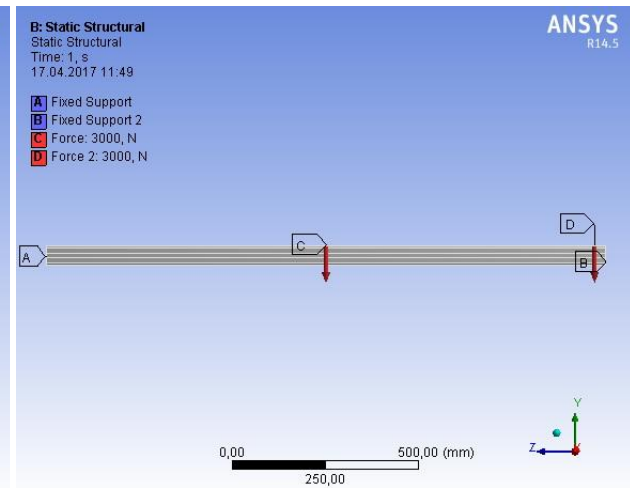 B: Static Structural
Static Structural
Time: 1, s
17.04.2017 11:49
A Fixed Support
B Fixed Support 2
C Force: 3000, N
D Force 2: 3000, N
ANSYS
R14.5
D
C
A
B
0,00
500,00 (mm)
250,00
Y
Z
X